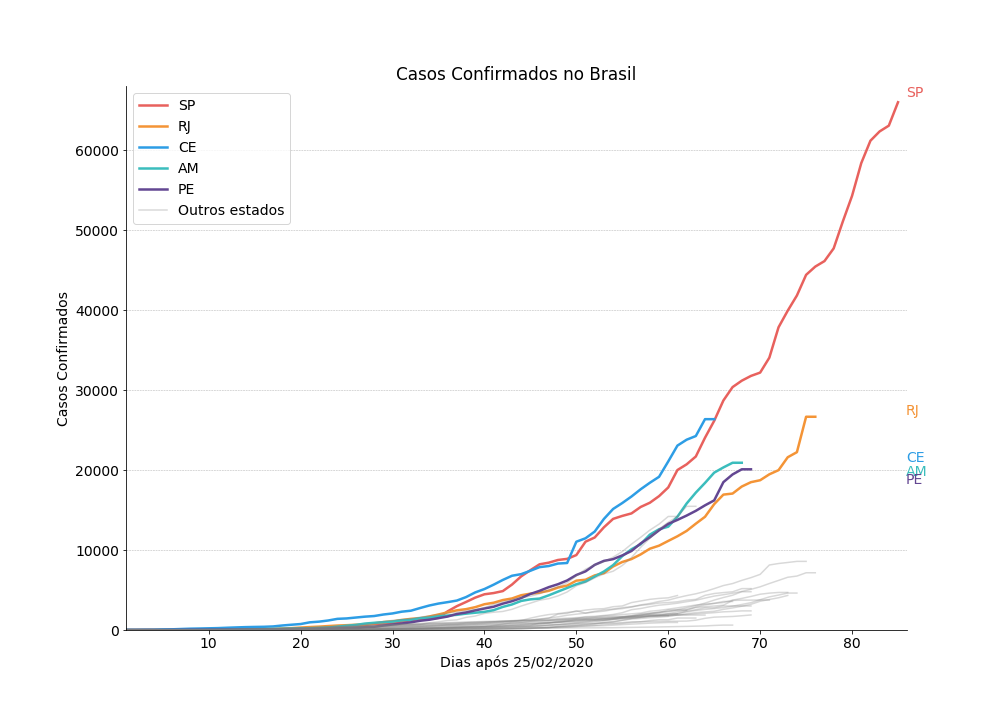 Casos Confirmados no Brasil
SP
RJ
CE
AM
PE
Outros estados
60000
50000
40000
30000
20000
10000
0
Casos Confirmados
10 20 30 40 50 60 70 80
Dias após 25/02/2020
SP
RJ
CE
AM
PE